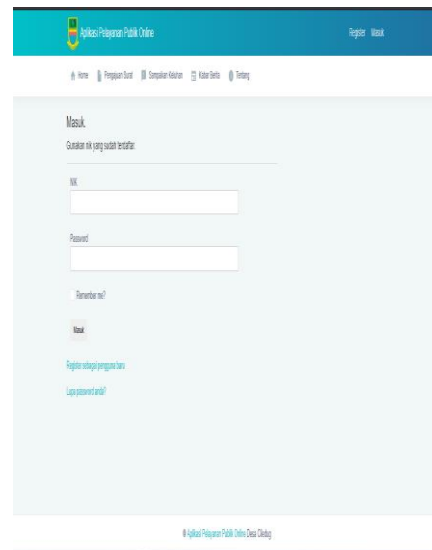 Aplikasi Pelayanan Publik Online
Register Masuk
Home Pengajuan Surat Sampaikan Keluhan Kabar Berita Tentang
Masuk.
Gunakan nik yang sudah terdaftar.
NIK
Password
Remember me?
Masuk
Register sebagai pengguna baru
Lupa password anda?
© Aplikasi Pelayanan Publik Online Desa Cikubug